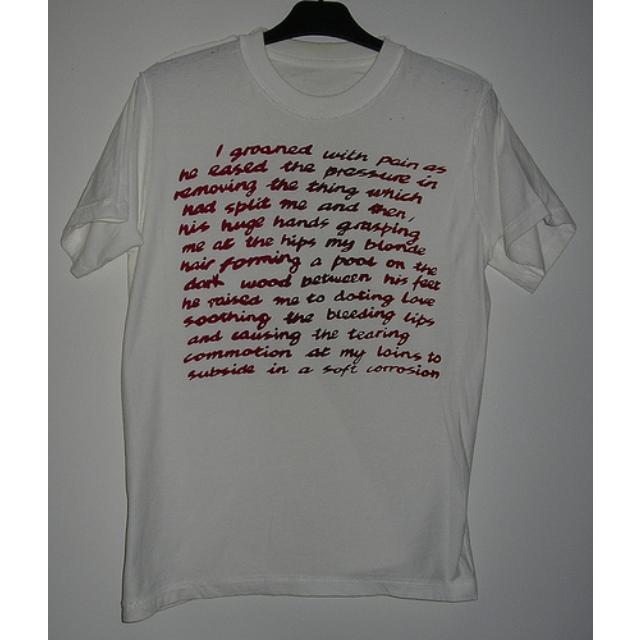 I groaned with pain as
he eased the pressure in
removing the thing which
had split me and then,
his huge hands grasping
me at the hips my blonde
hair forming a pool on the
dark wood between his feet
he raised me to doting love
soothing the bleeding lips
and causing the tearing
commotion at my loins to
subside in a soft corrosion